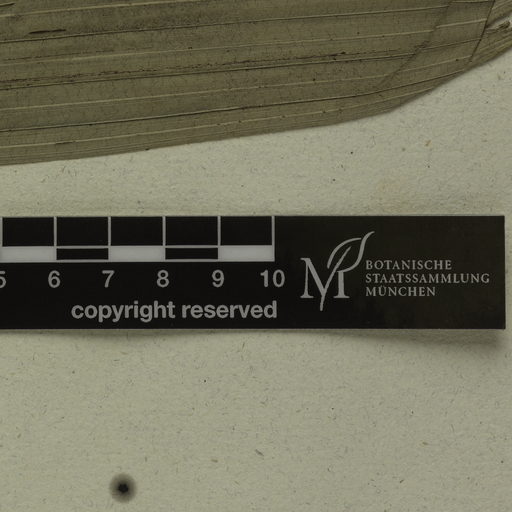 5 6 7 8 9 10
copyright reserved
M
BOTANISCHE
STAATSSAMMLUNG
MÜNCHEN